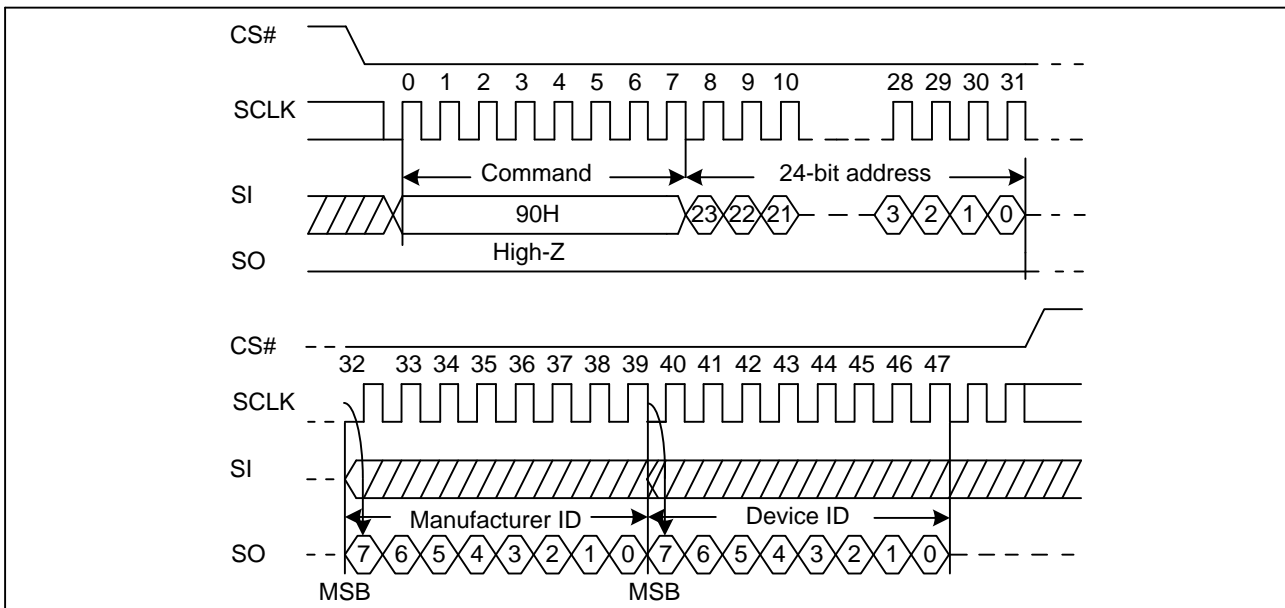 CS#
0 1 2 3 4 5 6 7 8 9 10 28 29 30 31
SCLK
Command 24-bit address
SI
90H 23 22 21 3 2 1 0
High-Z
SO
CS#
32 33 34 35 36 37 38 39 40 41 42 43 44 45 46 47
SCLK
SI
Manufacturer ID Device ID
SO 7 6 5 4 3 2 1 0 7 6 5 4 3 2 1 0
MSB MSB